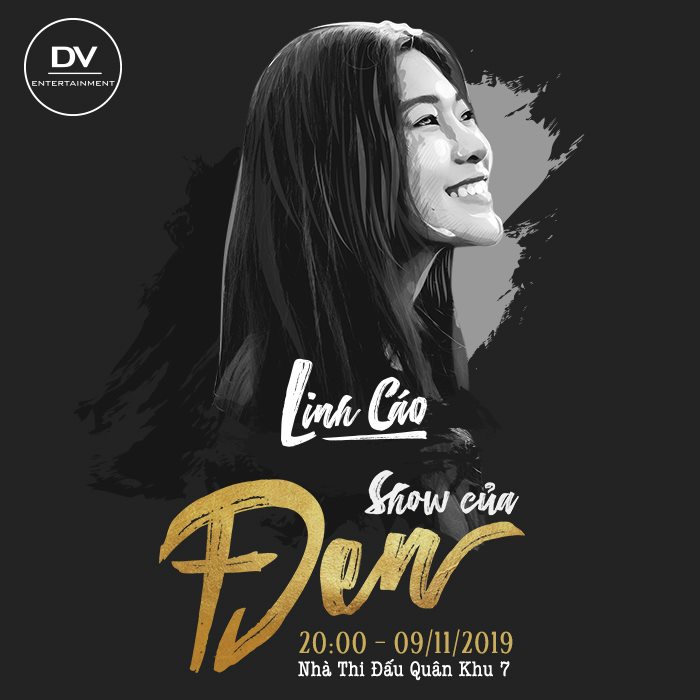 DV
ENTERTAINMENT
Linh Cáo
Show của
Đen
20:00 - 09/11/2019
Nhà Thi Đấu Quân Khu 7